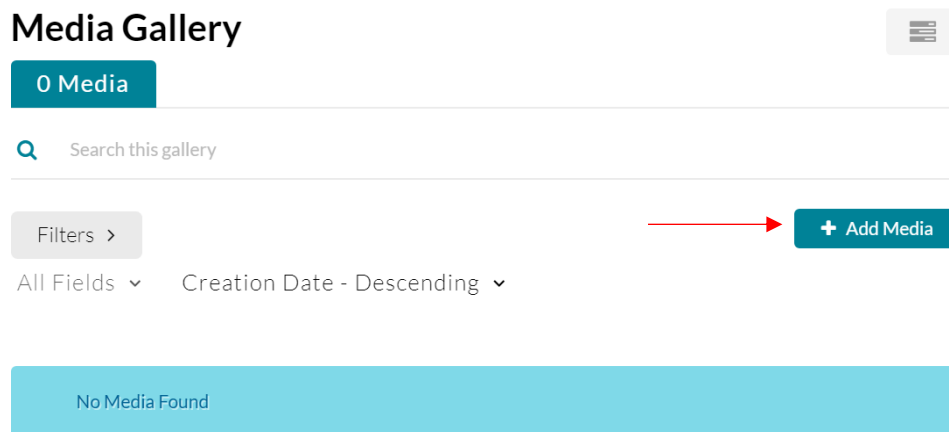 Media Gallery
0 Media
Search this gallery
Filters >
+ Add Media
All Fields
Creation Date - Descending
No Media Found